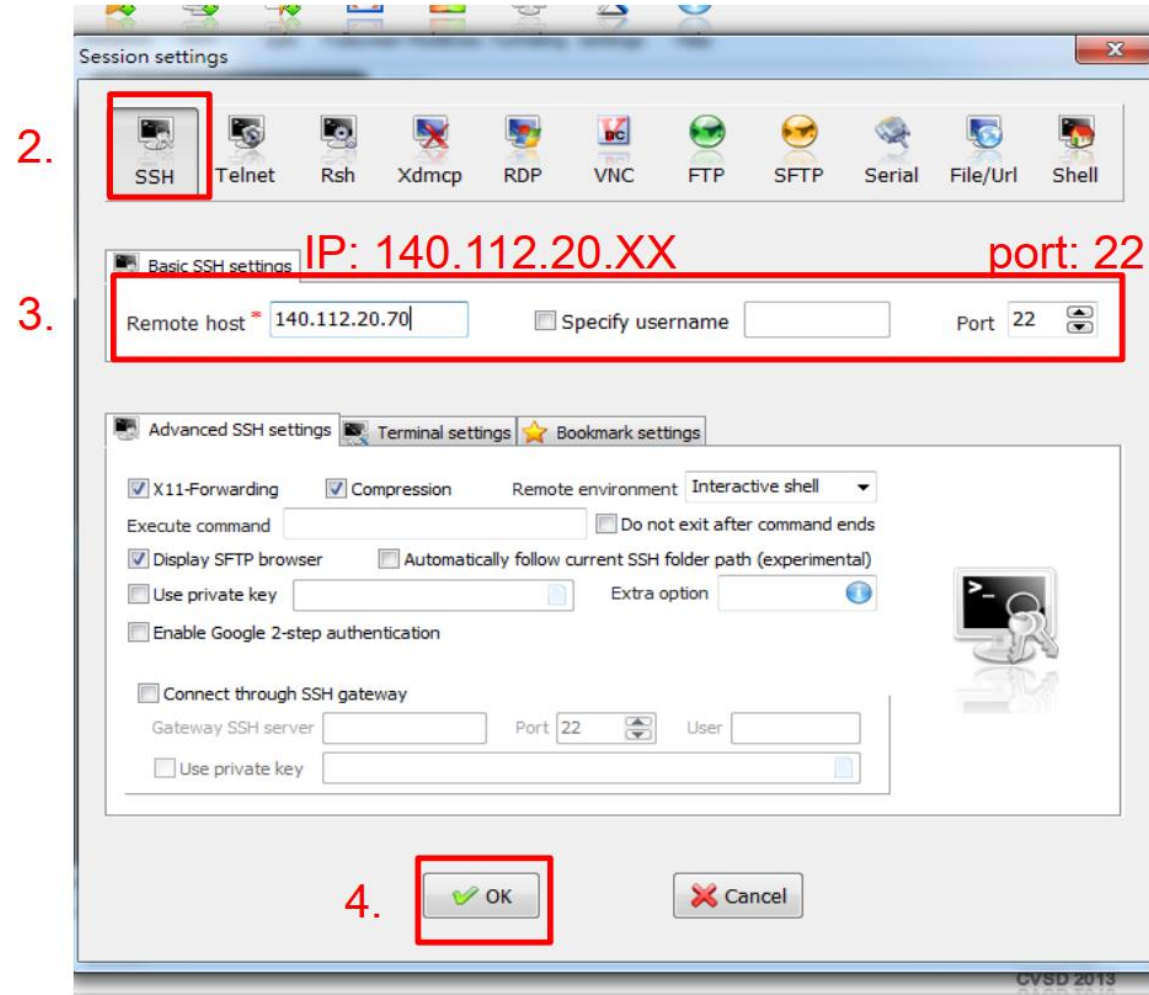 Session settings
2.
SSH Telnet Rsh Xdmcp RDP VNC FTP SFTP Serial File/Url Shell
Basic SSH settings IP: 140.112.20.XX port: 22
3.
Remote host * 140.112.20.70 Specify username Port 22
Advanced SSH settings Terminal settings Bookmark settings
X11-Forwarding Compression Remote environment Interactive shell
Execute command Do not exit after command ends
Display SFTP browser Automatically follow current SSH folder path (experimental)
Use private key Extra option
Enable Google 2-step authentication
Connect through SSH gateway
Gateway SSH server Port 22 User
Use private key
4. OK Cancel
CVSD 2013